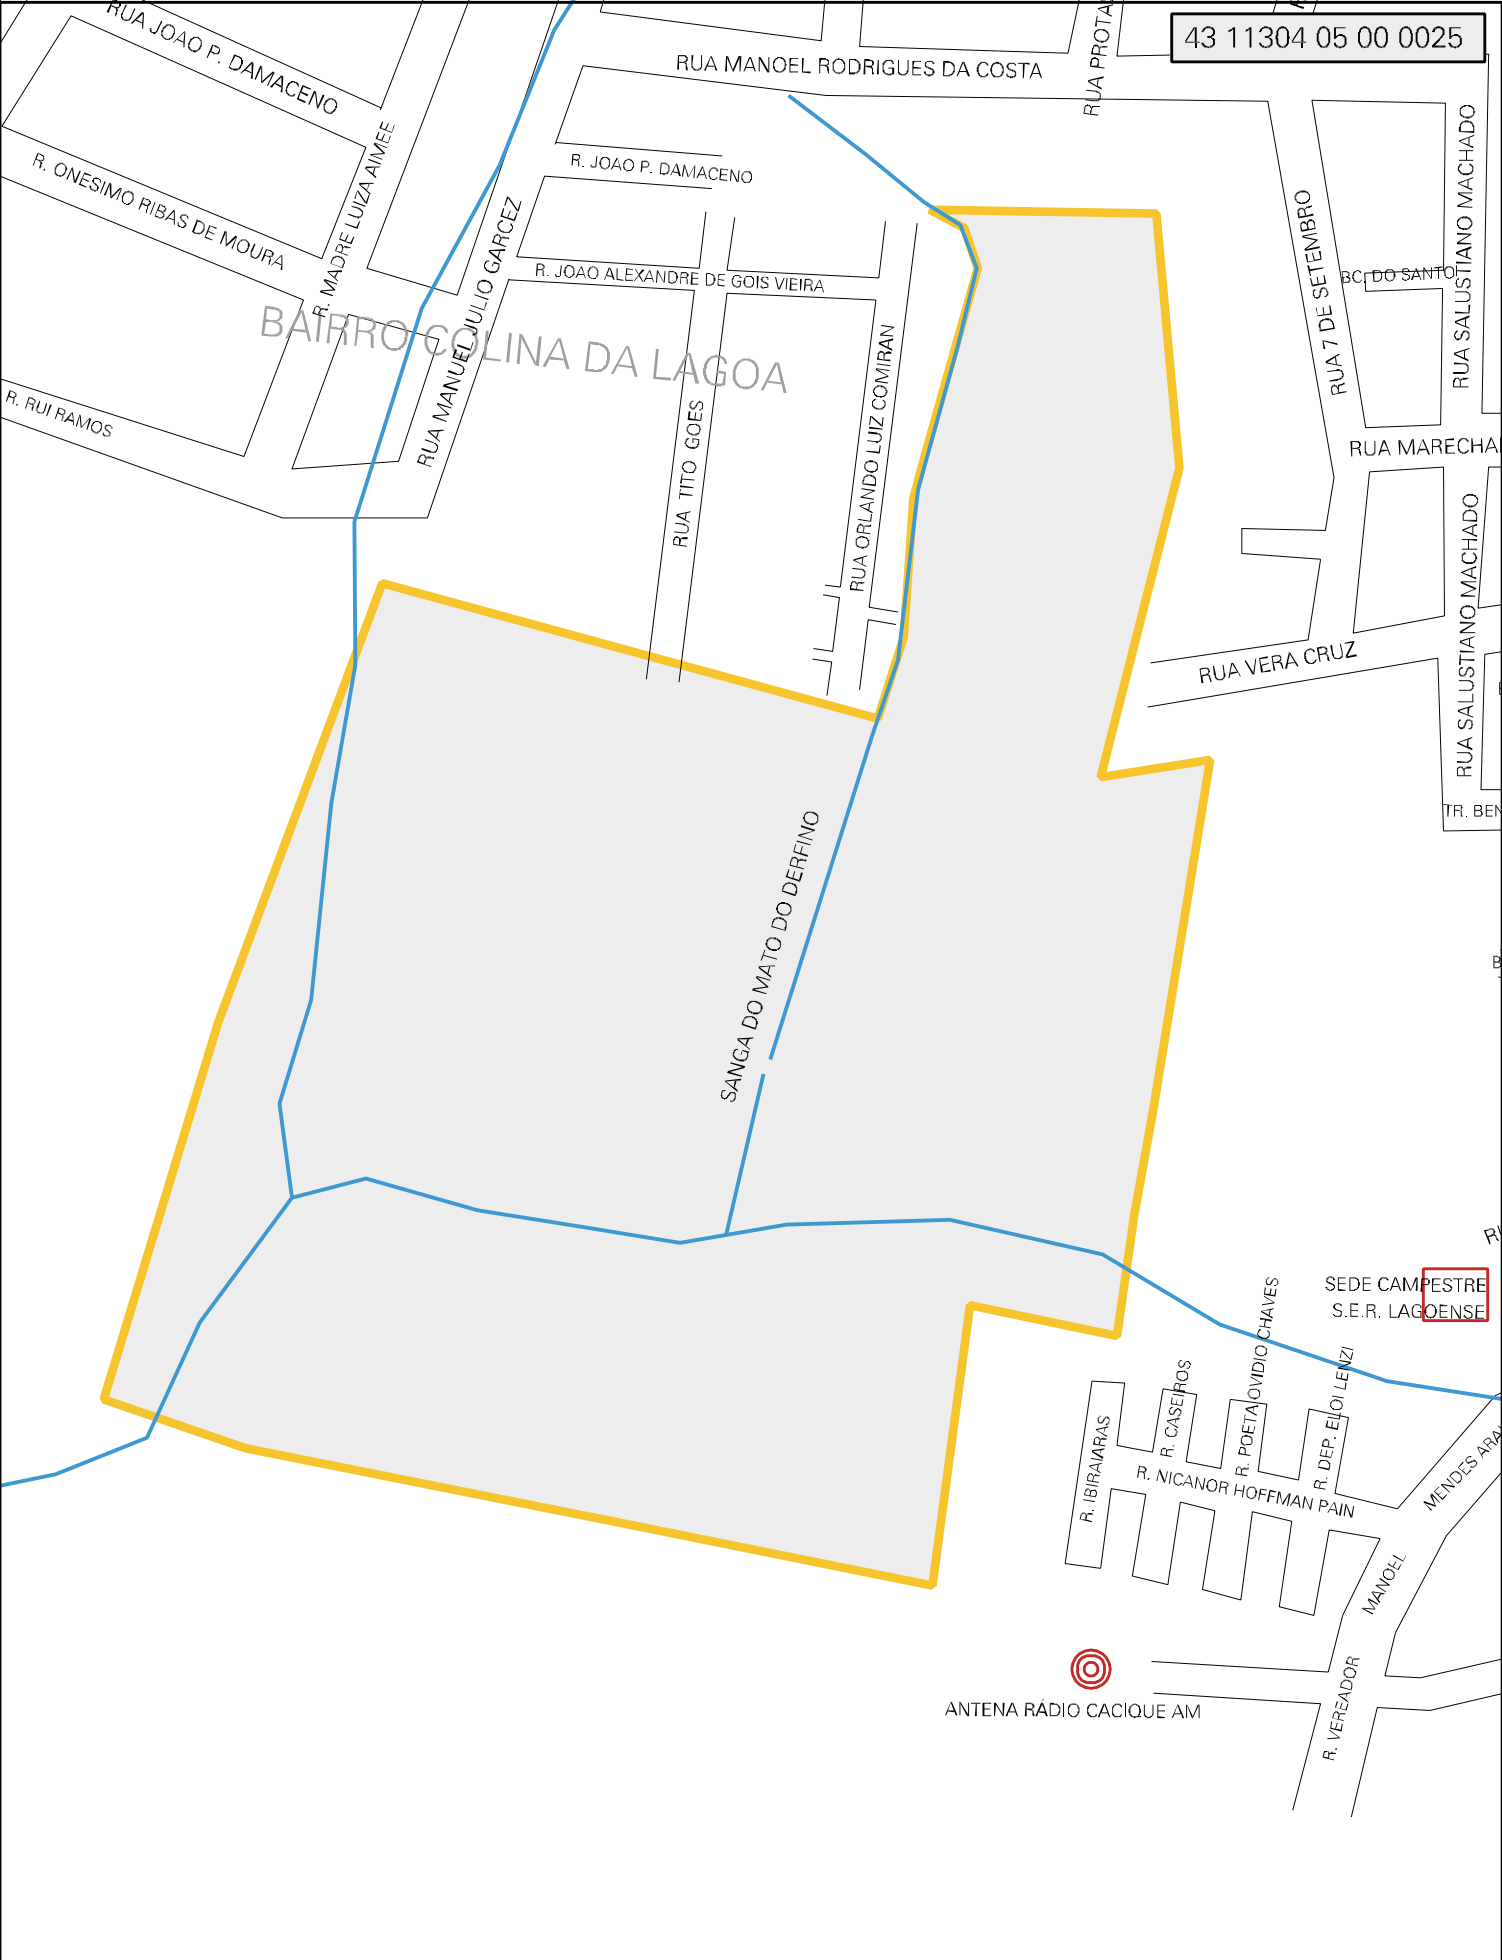 43 11304 05 00 0025
RUA JOAO P. DAMACENO
RUA MANOEL RODRIGUES DA COSTA
R. ONESIMO RIBAS DE MOURA
R. MADRE LUIZA AIMEE
R. JOAO P. DAMACENO
RUA MANUEL JULIO GARCEZ
R. JOAO ALEXANDRE DE GOIS VIEIRA
BAIRRO COLINA DA LAGOA
R. RUI RAMOS
RUA TITO GOES
RUA ORLANDO LUIZ COMIRAN
RUA 7 DE SETEMBRO
BC. DO SANTO
RUA SALUSTIANO MACHADO
RUA MARECHAL
RUA SALUSTIANO MACHADO
RUA VERA CRUZ
TR. BEN
SANGA DO MATO DO DERFINO
SEDE CAMPESTRE
S.E.R. LAGOENSE
R. IBIRAIARAS
R. CASEIROS
R. POETA OVIDIO CHAVES
R. DEP. ELOI LENZI
R. NICANOR HOFFMAN PAIN
MENDES ARA
MANOEL
R. VEREADOR
ANTENA RÁDIO CACIQUE AM